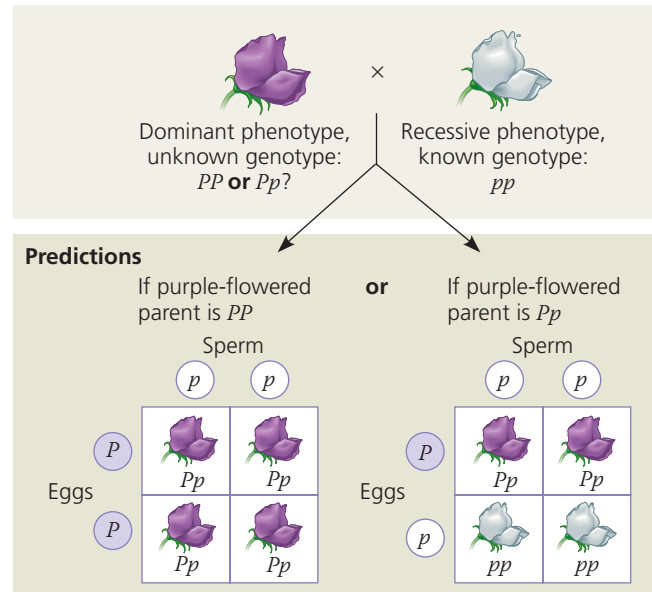 ×
Dominant phenotype,
unknown genotype:
PP or Pp?
Recessive phenotype,
known genotype:
pp
Predictions
If purple-flowered
parent is PP
or
If purple-flowered
parent is Pp
Sperm
p p
Eggs
P
P
Pp Pp
Pp Pp
Sperm
p p
Eggs
P
p
Pp Pp
pp pp